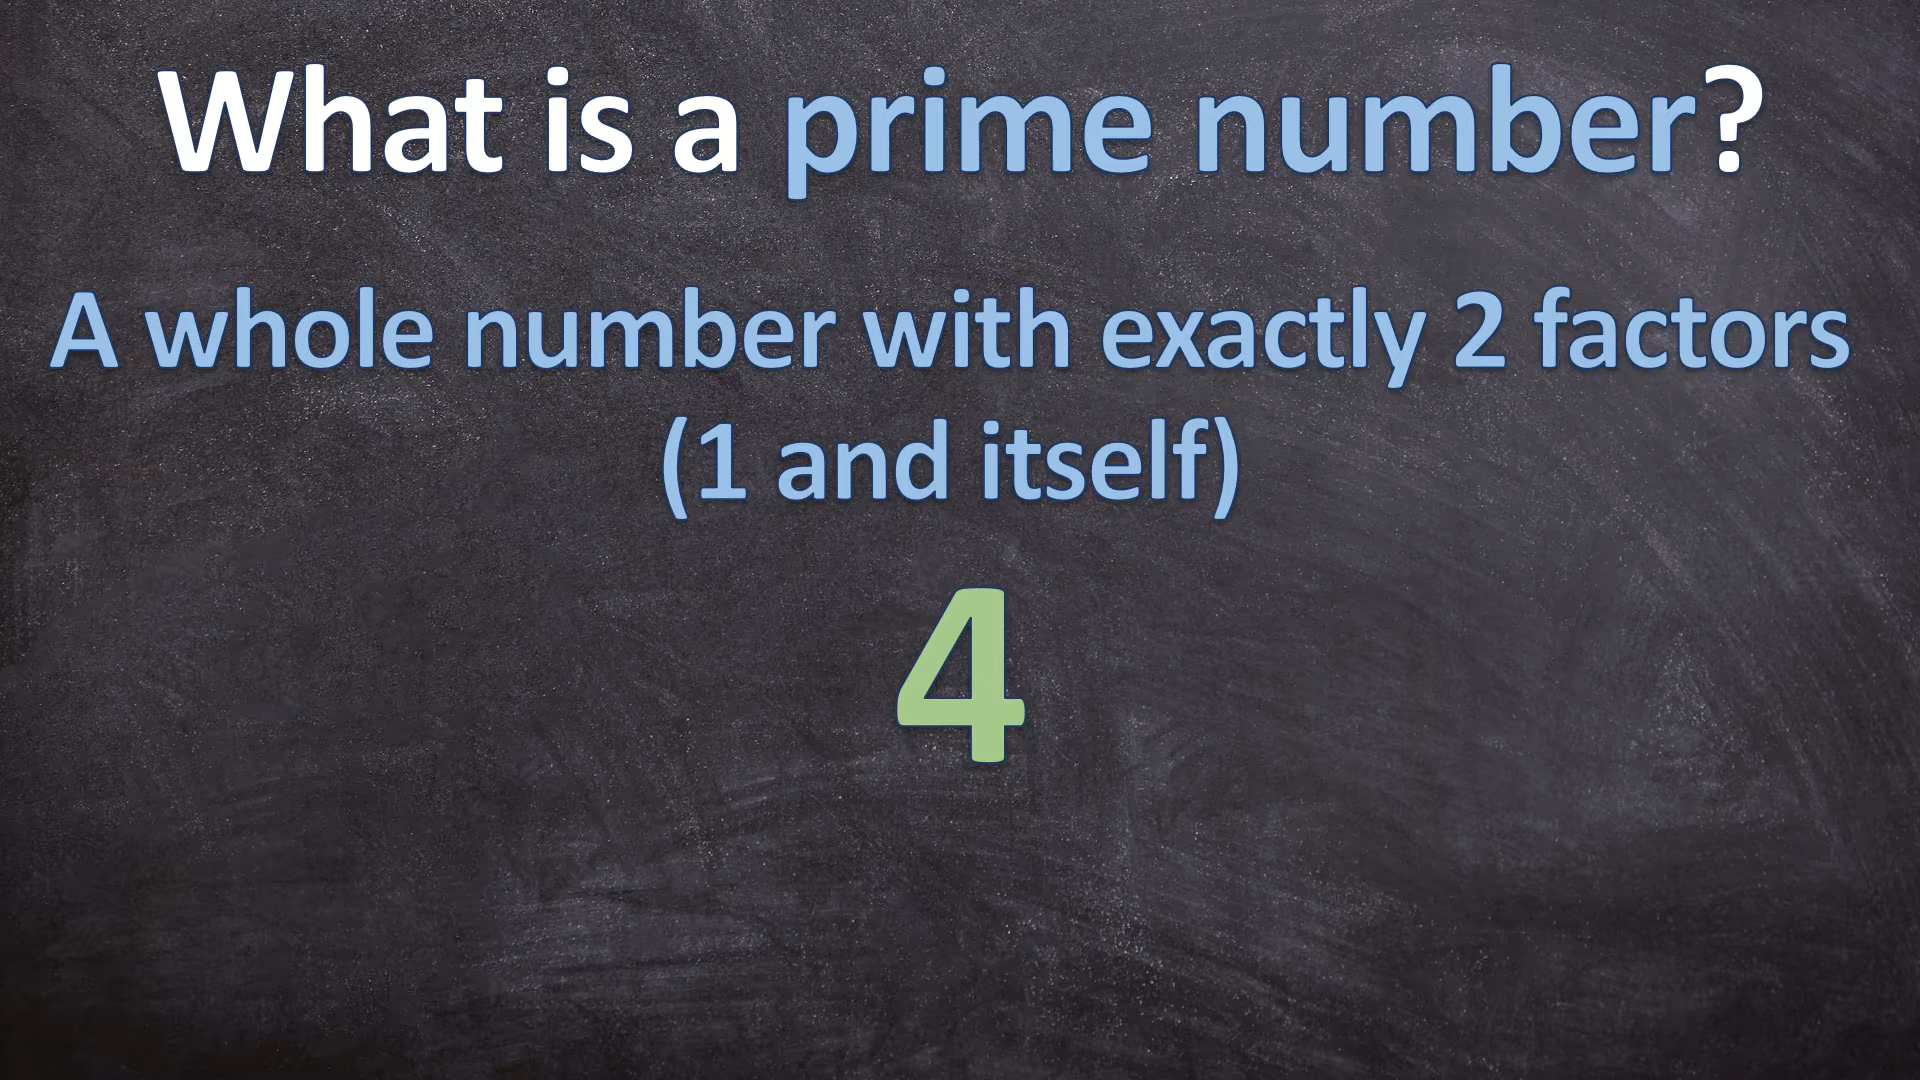 What is a prime number?
A whole number with exactly 2 factors
(1 and itself)
4